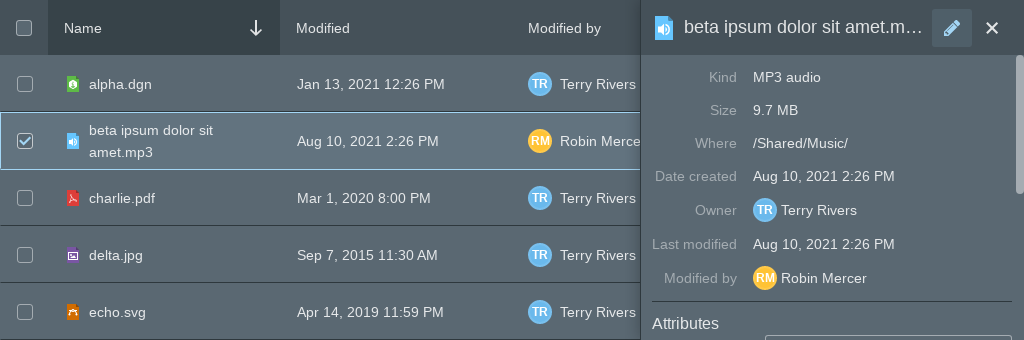 Name Modified Modified by
alpha.dgn Jan 13, 2021 12:26 PM TR Terry Rivers
beta ipsum dolor sit
amet.mp3 Aug 10, 2021 2:26 PM RM Robin Merce
charlie.pdf Mar 1, 2020 8:00 PM TR Terry Rivers
delta.jpg Sep 7, 2015 11:30 AM TR Terry Rivers
echo.svg Apr 14, 2019 11:59 PM TR Terry Rivers
beta ipsum dolor sit amet.m…
Kind MP3 audio
Size 9.7 MB
Where /Shared/Music/
Date created Aug 10, 2021 2:26 PM
Owner TR Terry Rivers
Last modified Aug 10, 2021 2:26 PM
Modified by RM Robin Mercer
Attributes